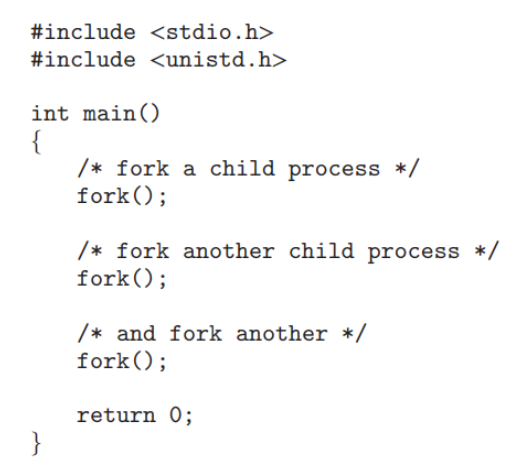 #include <stdio.h>
#include <unistd.h>
int main()
{
/* fork a child process */
fork();
/* fork another child process */
fork();
/* and fork another */
fork();
return 0;
}